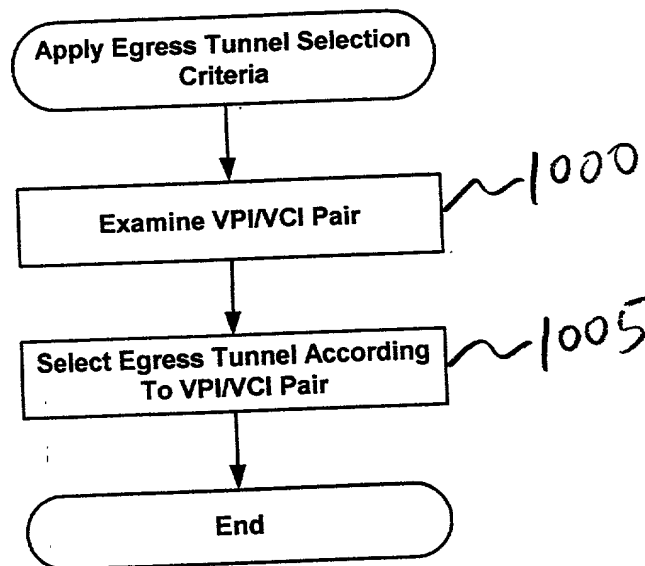 Apply Egress Tunnel Selection
Criteria
Examine VPI/VCI Pair
1000
Select Egress Tunnel According
To VPI/VCI Pair
1005
End